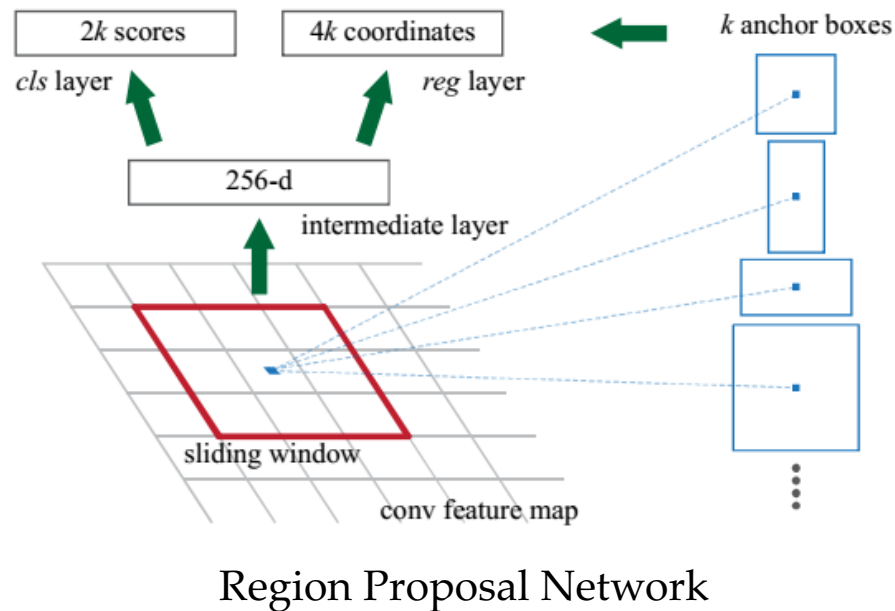 2k scores
4k coordinates
k anchor boxes
cls layer
reg layer
256-d
intermediate layer
sliding window
conv feature map
Region Proposal Network